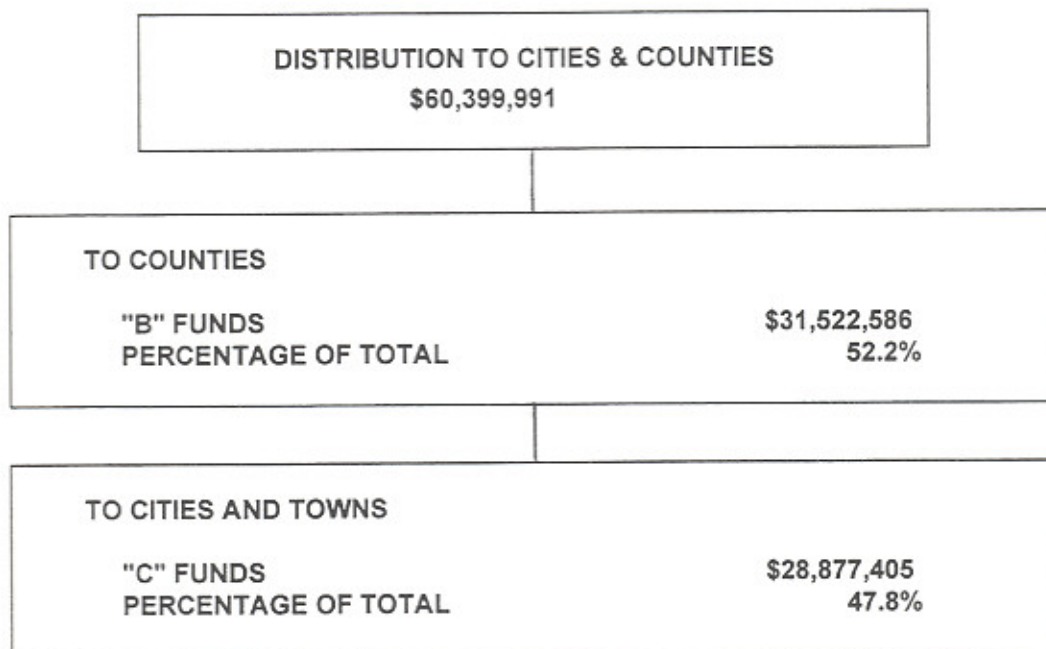 DISTRIBUTION TO CITIES & COUNTIES
$60,399,991
TO COUNTIES
"B" FUNDS $31,522,586
PERCENTAGE OF TOTAL 52.2%
TO CITIES AND TOWNS
"C" FUNDS $28,877,405
PERCENTAGE OF TOTAL 47.8%